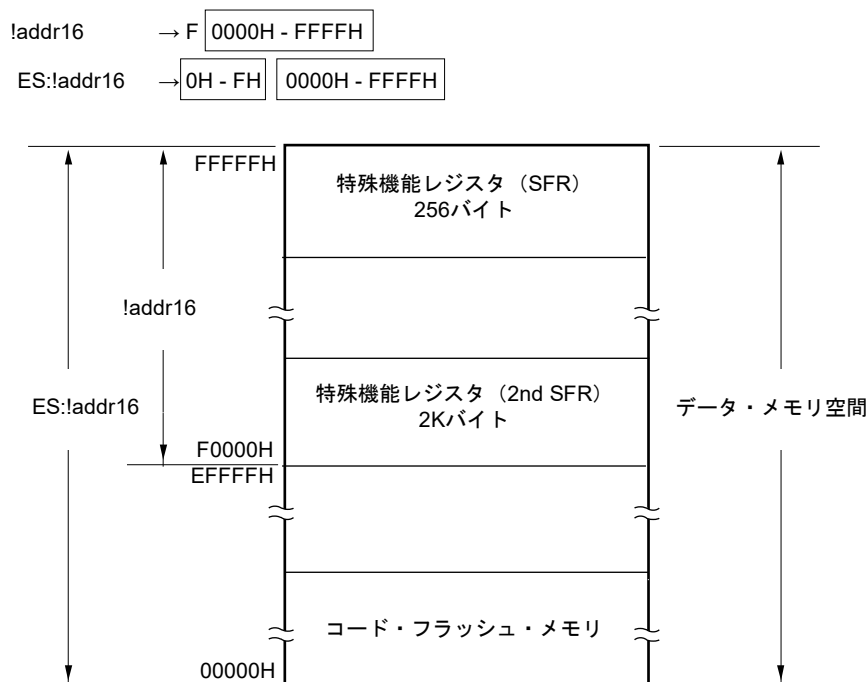 !addr16 → F 0000H - FFFFH
ES:!addr16 → 0H - FH 0000H - FFFFH
FFFFFH
特殊機能レジスタ（SFR）
256バイト
!addr16
特殊機能レジスタ（2nd SFR）
2Kバイト
ES:!addr16
データ・メモリ空間
F0000H
EFFFFH
コード・フラッシュ・メモリ
00000H